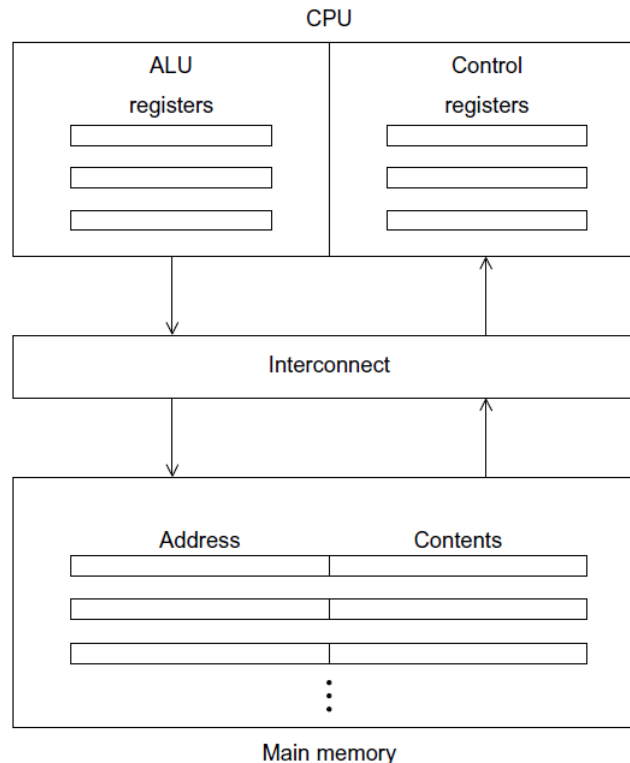 CPU
ALU
Control
registers
registers
Interconnect
Address
Contents
Main memory